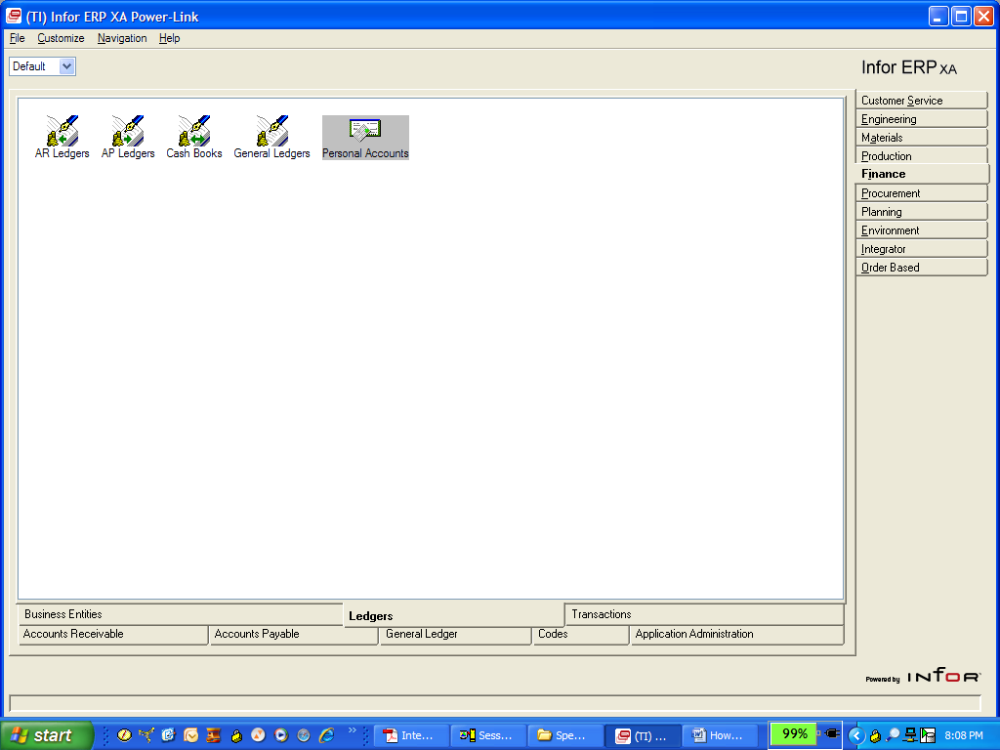 (TI) Infor ERP XA Power-Link
File Customize Navigation Help
Default
Infor ERP XA
AR Ledgers AP Ledgers Cash Books General Ledgers Personal Accounts
Customer Service
Engineering
Materials
Production
Finance
Procurement
Planning
Environment
Integrator
Order Based
Business Entities Ledgers Transactions
Accounts Receivable Accounts Payable General Ledger Codes Application Administration
Powered by infor
start Inte... Sess... Spe... (TI) ... How... 99% 8:08 PM